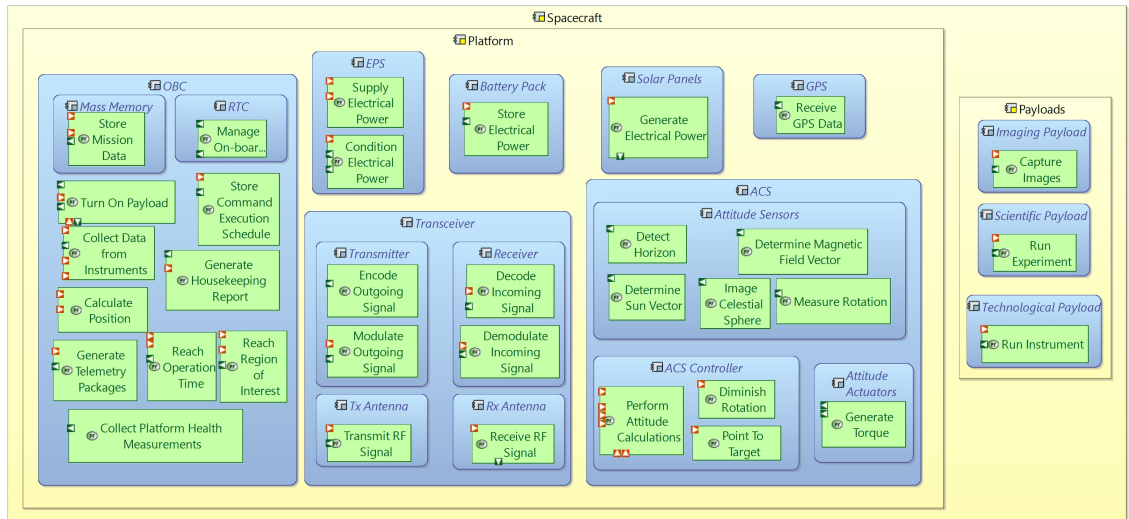 Spacecraft
Platform
OBC
Mass Memory
Store
Mission
Data
RTC
Manage
On-boar...
Turn On Payload
Store
Command
Execution
Schedule
Collect Data
from
Instruments
Generate
Housekeeping
Report
Calculate
Position
Generate
Telemetry
Packages
Reach
Operation
Time
Reach
Region
of
Interest
Collect Platform Health
Measurements
EPS
Supply
Electrical
Power
Condition
Electrical
Power
Battery Pack
Store
Electrical
Power
Solar Panels
Generate
Electrical Power
GPS
Receive
GPS Data
Transceiver
Transmitter
Encode
Outgoing
Signal
Modulate
Outgoing
Signal
Receiver
Decode
Incoming
Signal
Demodulate
Incoming
Signal
Tx Antenna
Transmit RF
Signal
Rx Antenna
Receive RF
Signal
ACS
Attitude Sensors
Detect
Horizon
Determine Magnetic
Field Vector
Determine
Sun Vector
Image
Celestial
Sphere
Measure Rotation
ACS Controller
Perform
Attitude
Calculations
Diminish
Rotation
Point To
Target
Attitude
Actuators
Generate
Torque
Payloads
Imaging Payload
Capture
Images
Scientific Payload
Run
Experiment
Technological Payload
Run Instrument